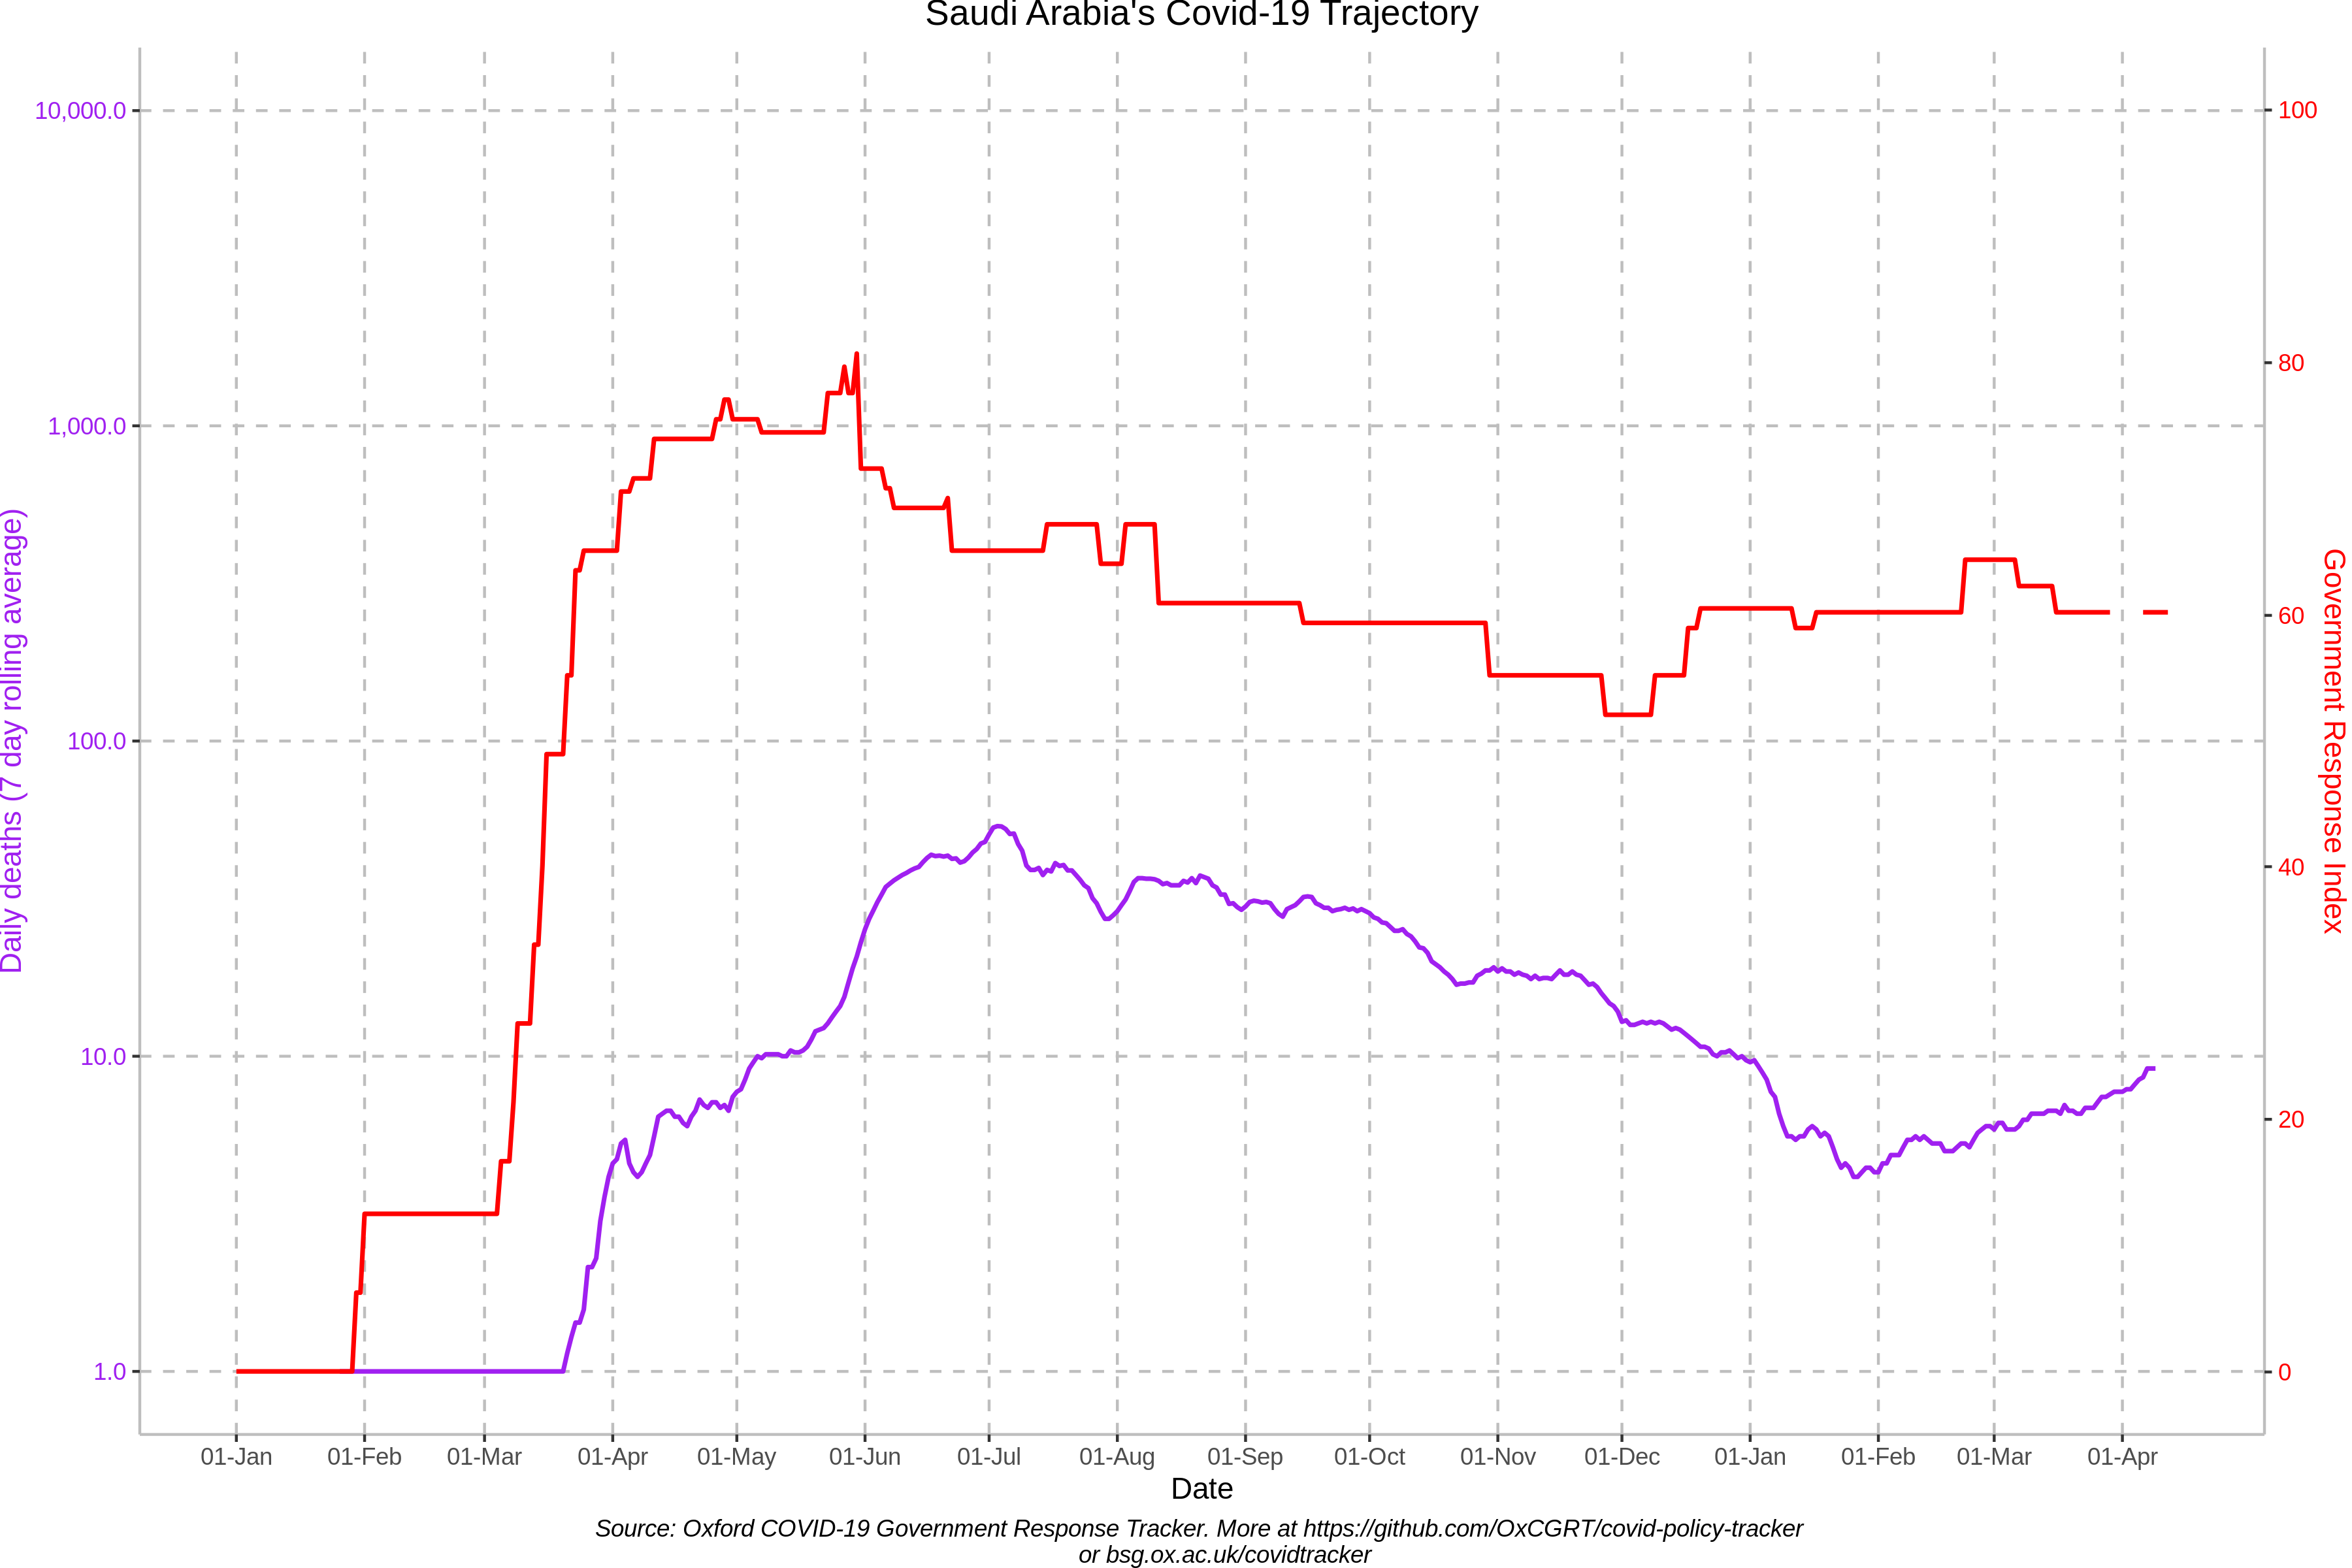 Saudi Arabia's Covid-19 Trajectory
10,000.0
1,000.0
100.0
10.0
1.0
Daily deaths (7 day rolling average)
100
80
60
40
20
0
Government Response Index
01-Jan 01-Feb 01-Mar 01-Apr 01-May 01-Jun 01-Jul 01-Aug 01-Sep 01-Oct 01-Nov 01-Dec 01-Jan 01-Feb 01-Mar 01-Apr
Date
Source: Oxford COVID-19 Government Response Tracker. More at https://github.com/OxCGRT/covid-policy-tracker
or bsg.ox.ac.uk/covidtracker